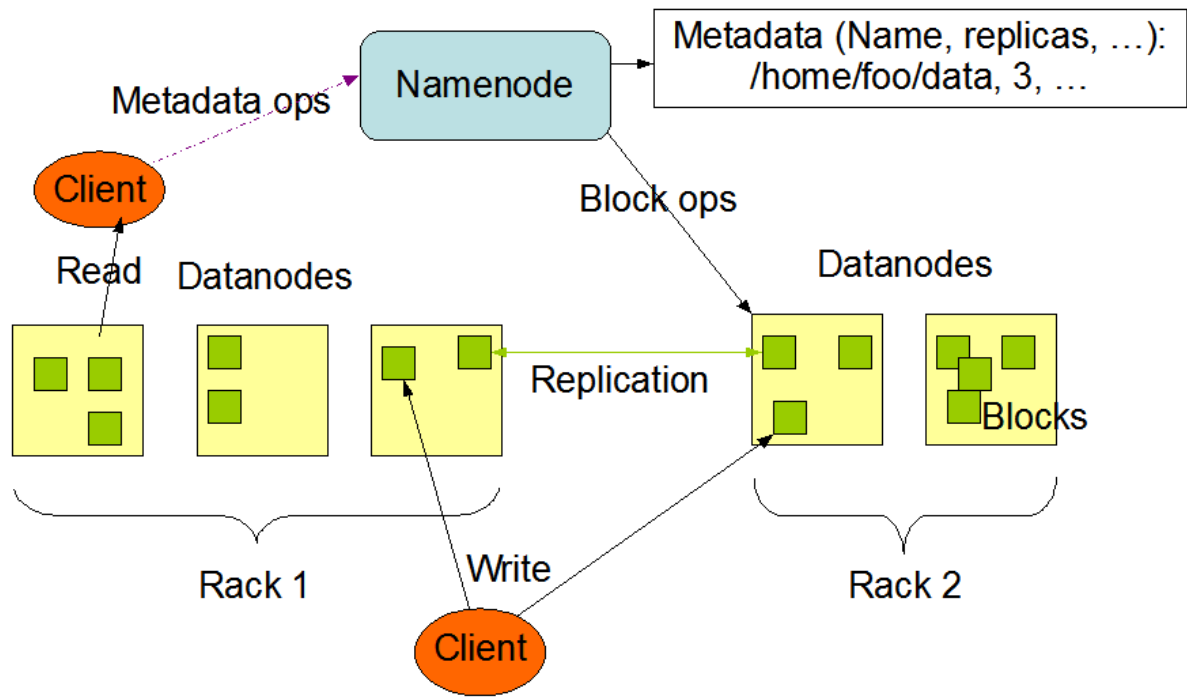 Metadata (Name, replicas, …):
/home/foo/data, 3, …
Namenode
Metadata ops
Client
Block ops
Read
Datanodes
Datanodes
Replication
Blocks
Write
Rack 1
Rack 2
Client